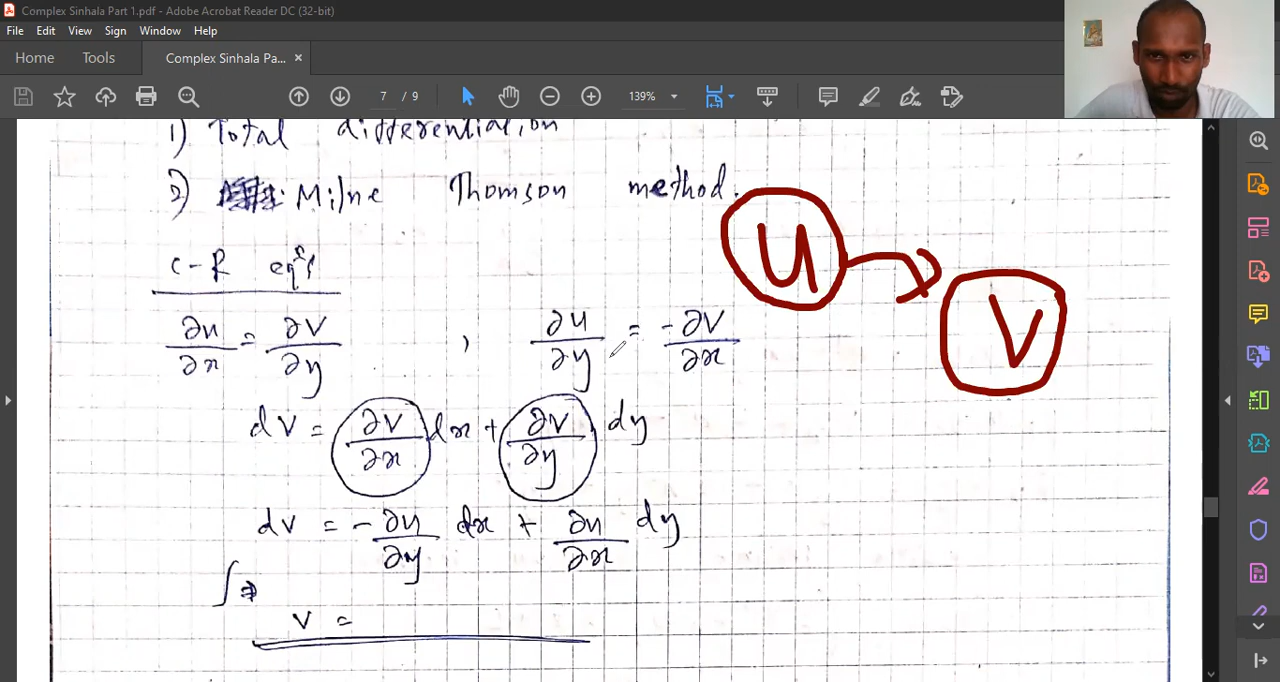 Complex Sinhala Part 1.pdf - Adobe Acrobat Reader DC (32-bit)
File Edit View Sign Window Help
Home Tools Complex Sinhala Pa... ×
7 / 9 139%
1) Total differentiation
2) Milne Thomson method.
C-R eqⁿs
∂u/∂x = ∂v/∂y , ∂u/∂y = -∂v/∂x
dv = ∂v/∂x dx + ∂v/∂y dy
dv = -∂u/∂y dx + ∂u/∂x dy
∫
v =
u
v